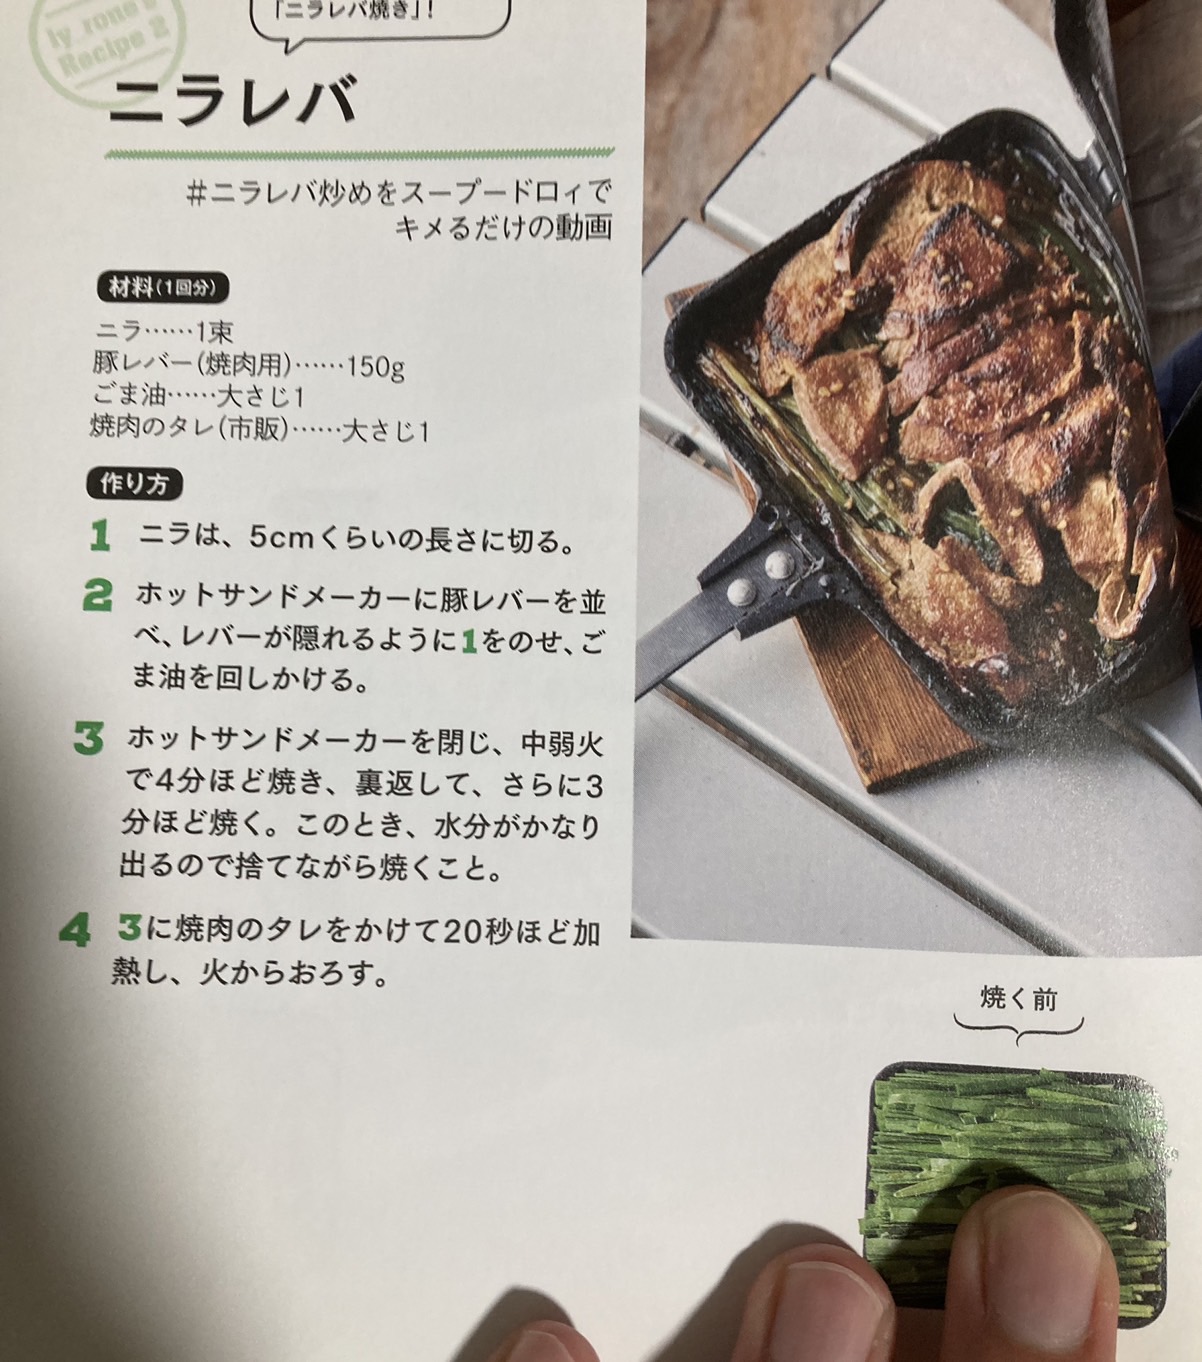 「ニラレバ焼き」!
Recipe 2
ニラレバ
#ニラレバ炒めをスープードロィで
キメるだけの動画
材料(1回分)
ニラ……1束
豚レバー(焼肉用)……150g
ごま油……大さじ1
焼肉のタレ(市販)……大さじ1
作り方
1 ニラは、5cmくらいの長さに切る。
2 ホットサンドメーカーに豚レバーを並
べ、レバーが隠れるように1をのせ、ご
ま油を回しかける。
3 ホットサンドメーカーを閉じ、中弱火
で4分ほど焼き、裏返して、さらに3
分ほど焼く。このとき、水分がかなり
出るので捨てながら焼くこと。
4 3に焼肉のタレをかけて20秒ほど加
熱し、火からおろす。
焼く前